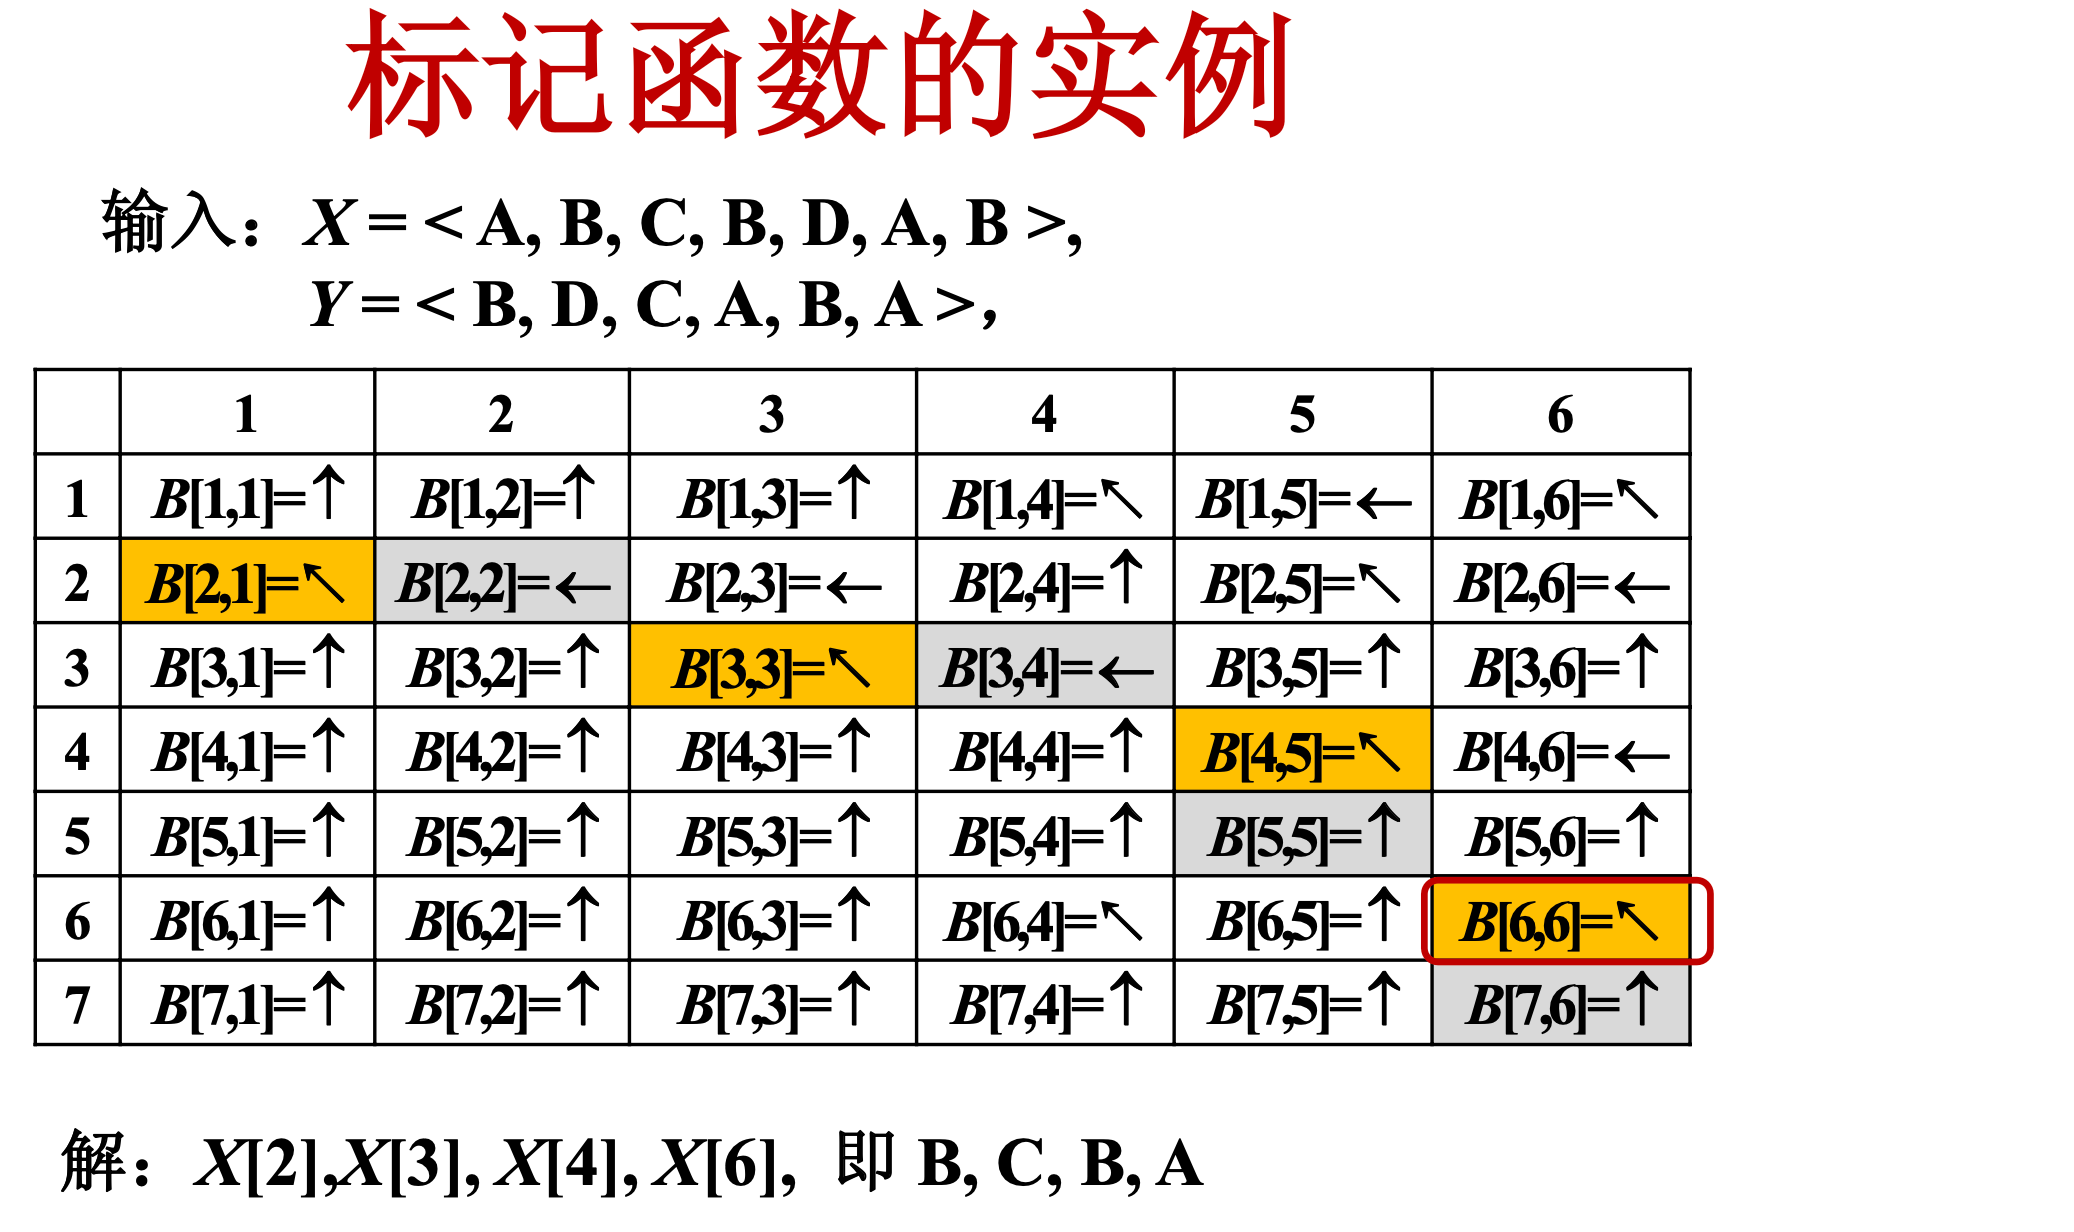 标记函数的实例
输入：X = < A, B, C, B, D, A, B >,
Y = < B, D, C, A, B, A >，
1 2 3 4 5 6
1 B[1,1]=↑ B[1,2]=↑ B[1,3]=↑ B[1,4]=↖ B[1,5]=← B[1,6]=↖
2 B[2,1]=↖ B[2,2]=← B[2,3]=← B[2,4]=↑ B[2,5]=↖ B[2,6]=←
3 B[3,1]=↑ B[3,2]=↑ B[3,3]=↖ B[3,4]=← B[3,5]=↑ B[3,6]=↑
4 B[4,1]=↑ B[4,2]=↑ B[4,3]=↑ B[4,4]=↑ B[4,5]=↖ B[4,6]=←
5 B[5,1]=↑ B[5,2]=↑ B[5,3]=↑ B[5,4]=↑ B[5,5]=↑ B[5,6]=↑
6 B[6,1]=↑ B[6,2]=↑ B[6,3]=↑ B[6,4]=↖ B[6,5]=↑ B[6,6]=↖
7 B[7,1]=↑ B[7,2]=↑ B[7,3]=↑ B[7,4]=↑ B[7,5]=↑ B[7,6]=↑
解：X[2],X[3], X[4], X[6], 即 B, C, B, A